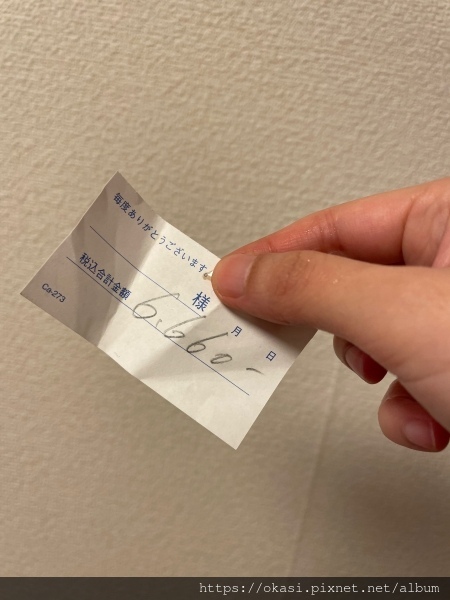 毎度ありがとうございます
様
月 日
税込合計金額
6,660-
Ca-273
https://okasi.pixnet.net/album